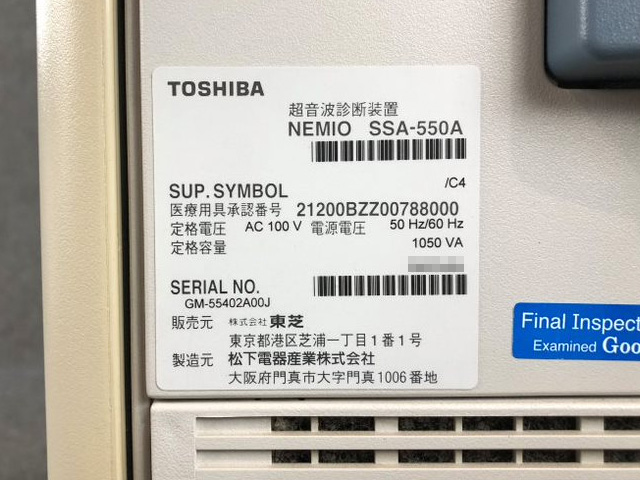 TOSHIBA
超音波診断装置
NEMIO SSA-550A
/C4
SUP. SYMBOL
医療用具承認番号 21200BZZ00788000
定格電圧 AC 100 V 電源電圧 50 Hz/60 Hz
定格容量 1050 VA
SERIAL NO.
GM-55402A00J
販売元 株式会社 東芝
東京都港区芝浦一丁目1番1号
製造元 松下電器産業株式会社
大阪府門真市大字門真1006番地
Final Inspect
Examined Goo